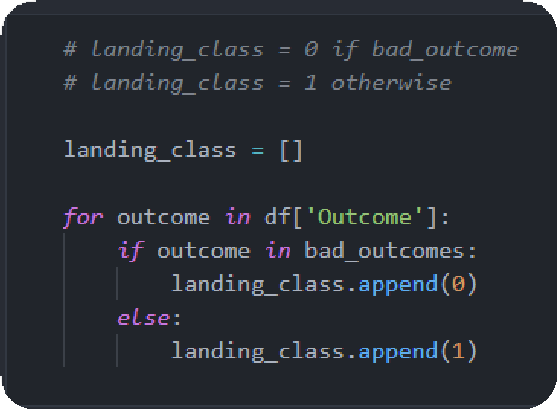 # landing_class = 0 if bad_outcome
# landing_class = 1 otherwise
landing_class = []
for outcome in df['Outcome']:
    if outcome in bad_outcomes:
        landing_class.append(0)
    else:
        landing_class.append(1)